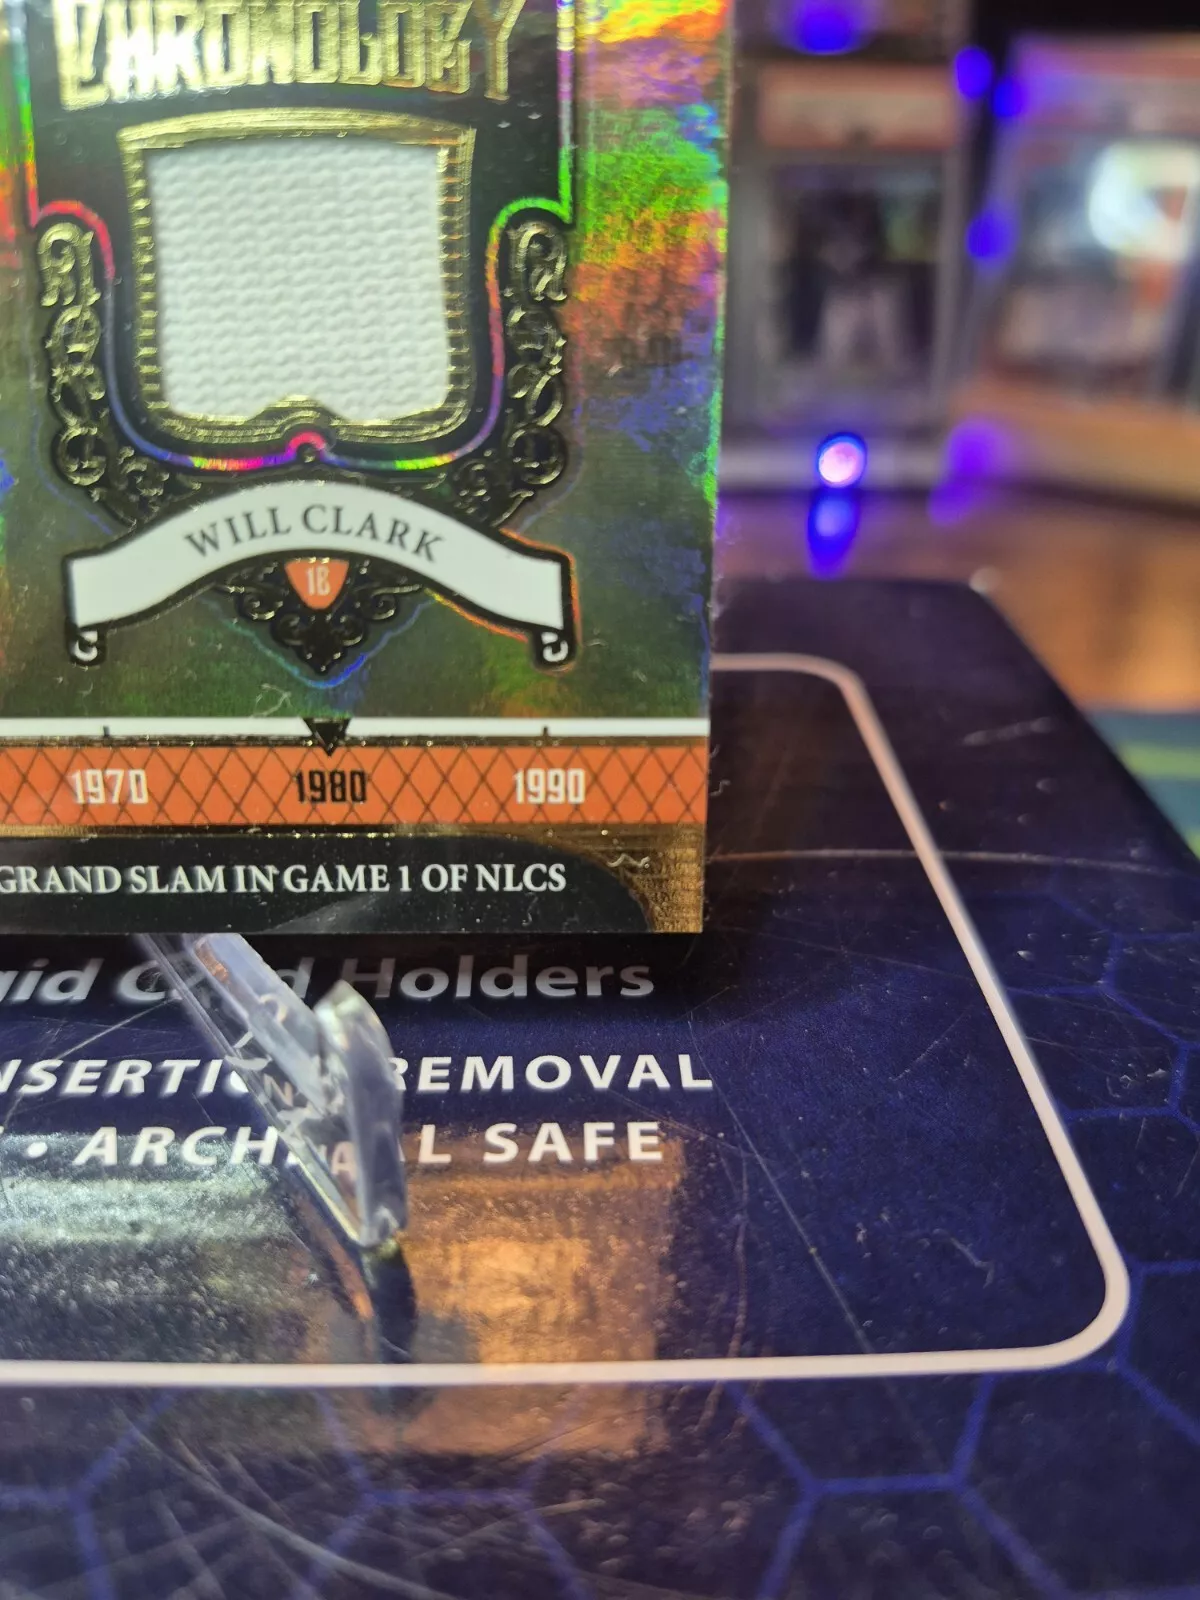 CHRONOLOGY
WILL CLARK
1B
1970 1980 1990
GRAND SLAM IN GAME 1 OF NLCS
Holders
REMOVAL
SAFE